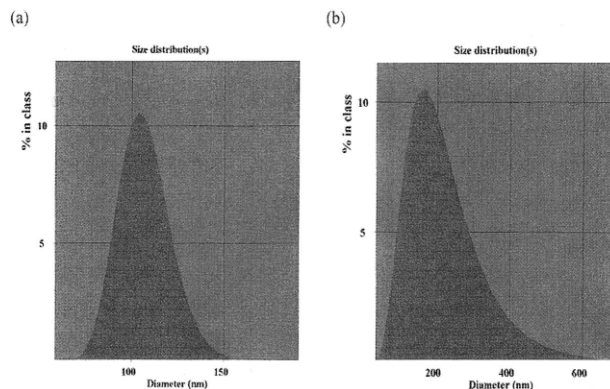 (a)
Size distribution(s)
% in class
10
5
100 150
Diameter (nm)
(b)
Size distribution(s)
% in class
10
5
200 400 600
Diameter (nm)